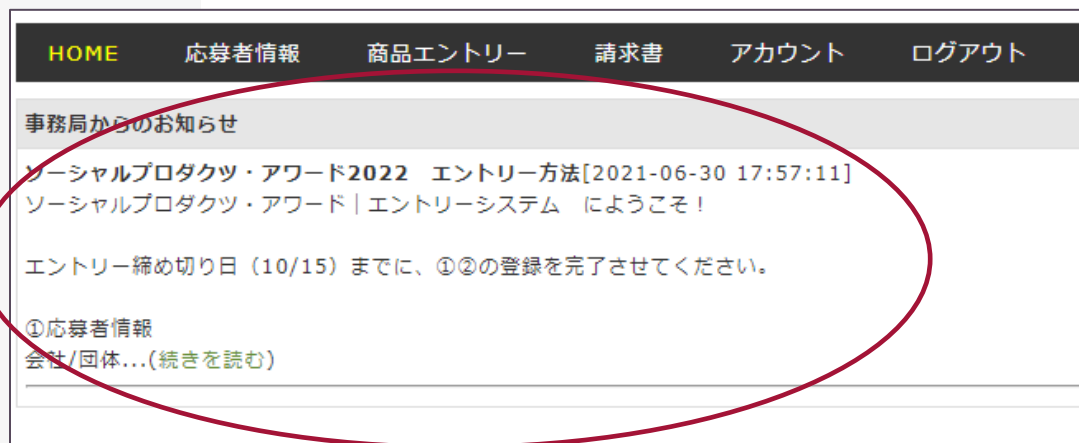 HOME 応募者情報 商品エントリー 請求書 アカウント ログアウト
事務局からのお知らせ
ソーシャルプロダクツ・アワード2022 エントリー方法[2021-06-30 17:57:11]
ソーシャルプロダクツ・アワード|エントリーシステム にようこそ!
エントリー締め切り日(10/15)までに、①②の登録を完了させてください。
①応募者情報
会社/団体...(続きを読む)